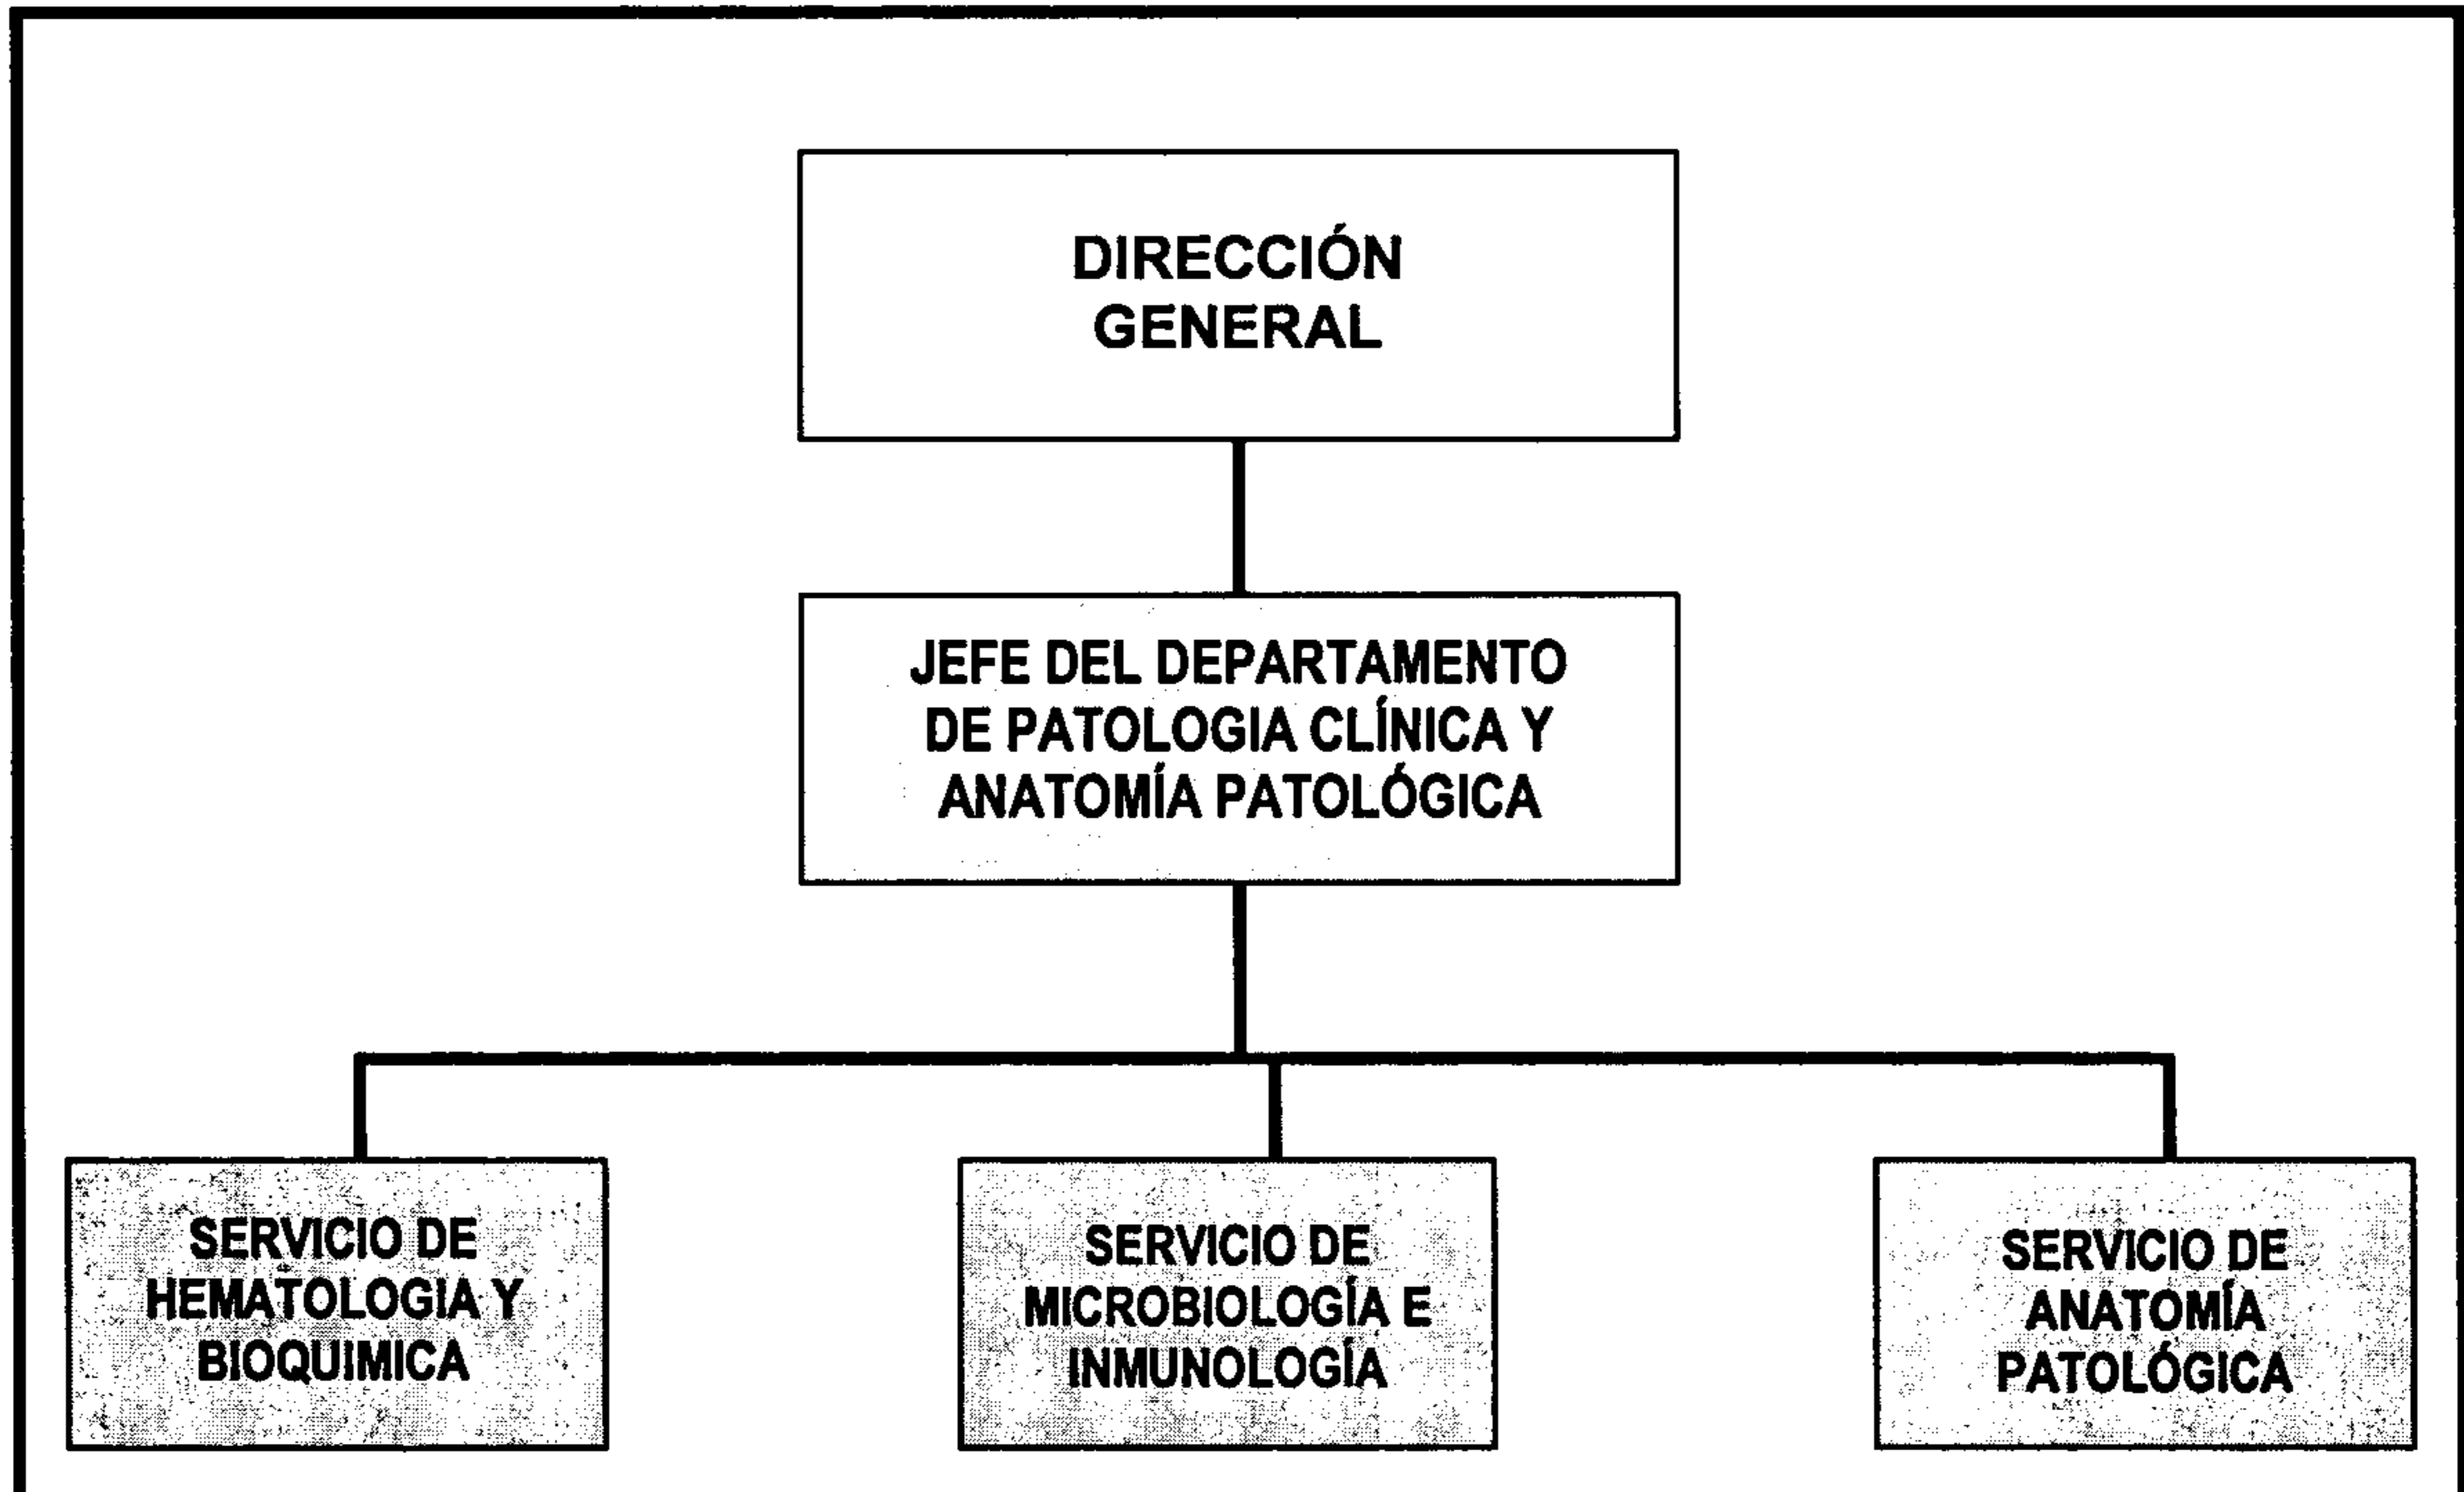 DIRECCIÓN
GENERAL
JEFE DEL DEPARTAMENTO
DE PATOLOGIA CLÍNICA Y
ANATOMÍA PATOLÓGICA
SERVICIO DE
HEMATOLOGIA Y
BIOQUIMICA
SERVICIO DE
MICROBIOLOGÍA E
INMUNOLOGÍA
SERVICIO DE
ANATOMÍA
PATOLÓGICA